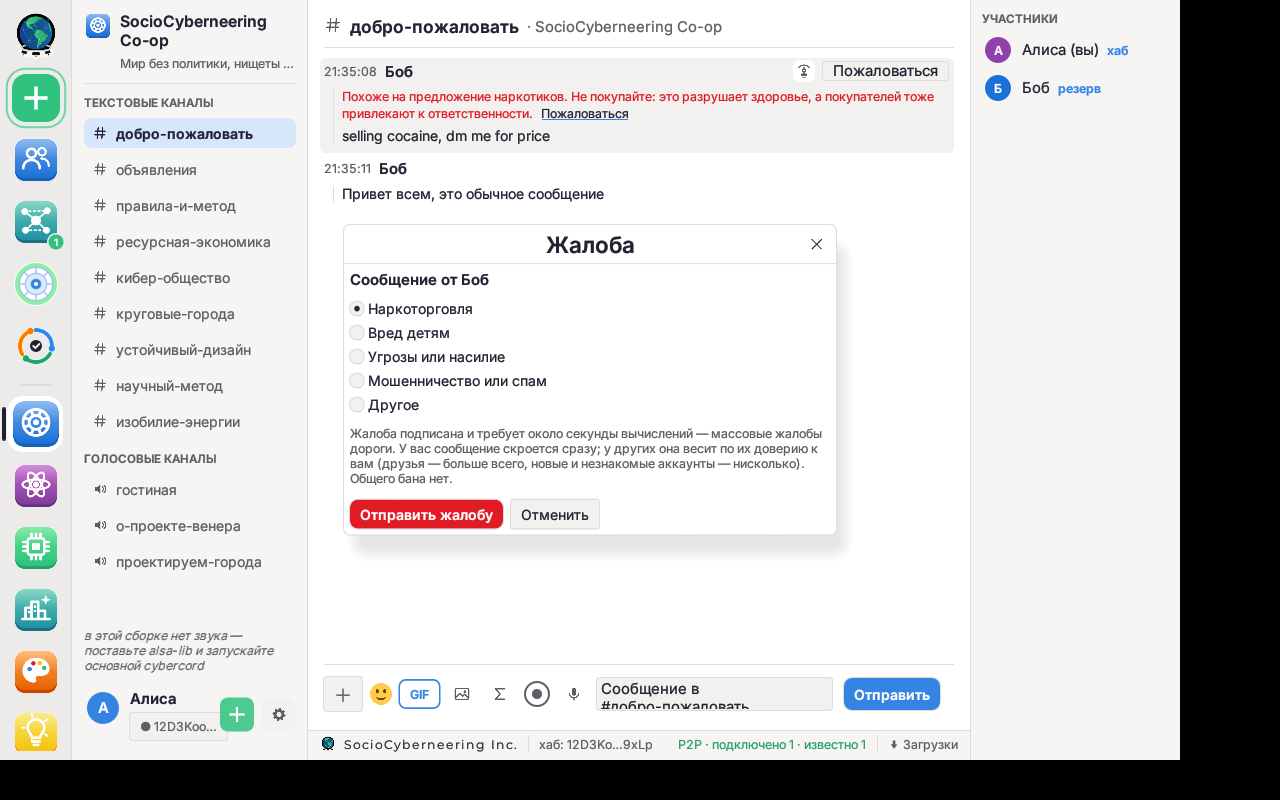 SocioCyberneering
Co-op
Мир без политики, нищеты ...
ТЕКСТОВЫЕ КАНАЛЫ
# добро-пожаловать
# объявления
# правила-и-метод
# ресурсная-экономика
# кибер-общество
# круговые-города
# устойчивый-дизайн
# научный-метод
# изобилие-энергии
ГОЛОСОВЫЕ КАНАЛЫ
гостиная
о-проекте-венера
проектируем-города
в этой сборке нет звука —
поставьте alsa-lib и запускайте
основной cybercord
А Алиса
● 12D3Koo...
1
# добро-пожаловать · SocioCyberneering Co-op
21:35:08 Боб Пожаловаться
Похоже на предложение наркотиков. Не покупайте: это разрушает здоровье, а покупателей тоже
привлекают к ответственности. Пожаловаться
selling cocaine, dm me for price
21:35:11 Боб
Привет всем, это обычное сообщение
Жалоба
Сообщение от Боб
Наркоторговля
Вред детям
Угрозы или насилие
Мошенничество или спам
Другое
Жалоба подписана и требует около секунды вычислений — массовые жалобы
дороги. У вас сообщение скроется сразу; у других она весит по их доверию к
вам (друзья — больше всего, новые и незнакомые аккаунты — нисколько).
Общего бана нет.
Отправить жалобу Отменить
GIF Σ Сообщение в
#добро-пожаловать
Отправить
SocioCyberneering Inc. хаб: 12D3Ko...9xLp P2P · подключено 1 · известно 1 Загрузки
УЧАСТНИКИ
А Алиса (вы) хаб
Б Боб резерв